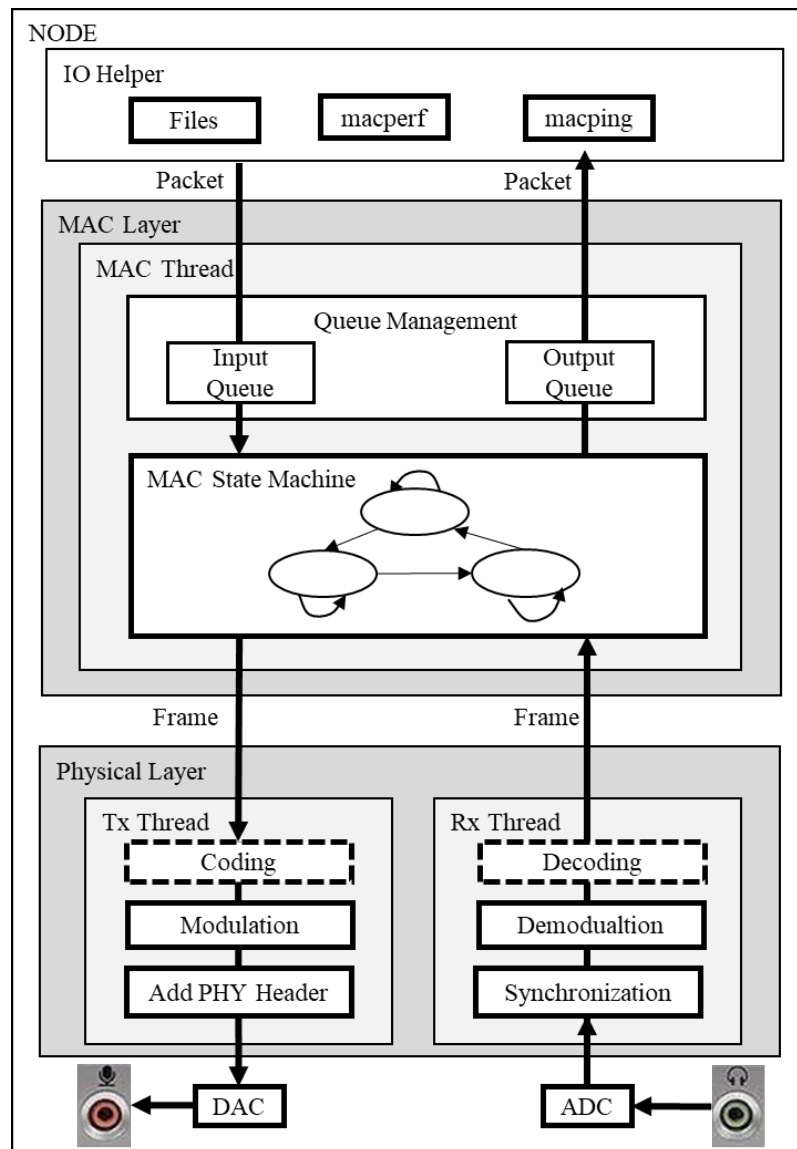 NODE
IO Helper
Files
macperf
macping
Packet
Packet
MAC Layer
MAC Thread
Queue Management
Input
Queue
Output
Queue
MAC State Machine
Frame
Frame
Physical Layer
Tx Thread
Coding
Modulation
Add PHY Header
Rx Thread
Decoding
Demodualtion
Synchronization
DAC
ADC